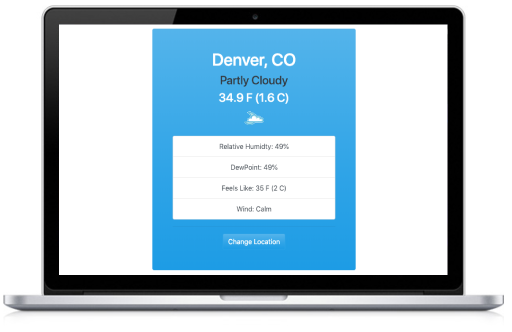 Denver, CO
Partly Cloudy
34.9 F (1.6 C)
Relative Humidty: 49%
DewPoint: 49%
Feels Like: 35 F (2 C)
Wind: Calm
Change Location